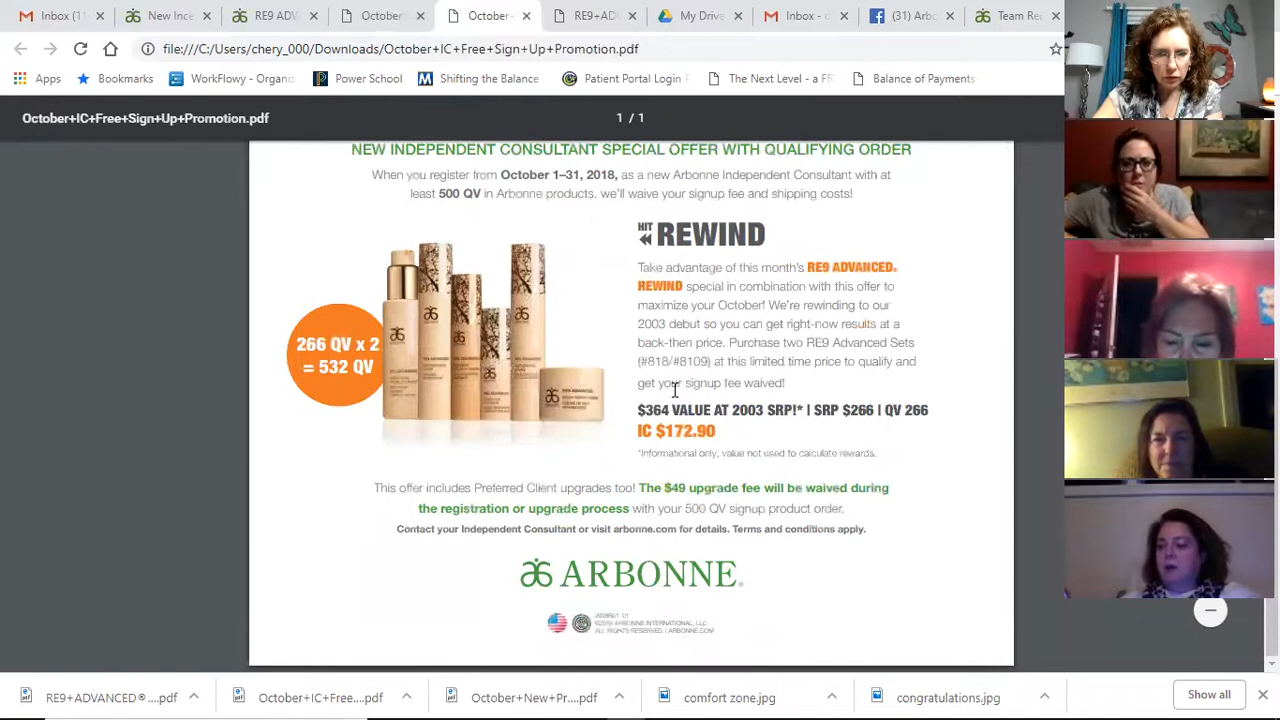 Inbox (11)
New Ince
RE9 ADV
October
October-
RE9+ADV
My Drive
Inbox - c
(31) Arbo
Team Re
file:///C:/Users/chery_000/Downloads/October+IC+Free+Sign+Up+Promotion.pdf
Apps
Bookmarks
WorkFlowy - Organi
Power School
Shifting the Balance
Patient Portal Login
The Next Level - a FR
Balance of Payments
October+IC+Free+Sign+Up+Promotion.pdf
1 / 1
NEW INDEPENDENT CONSULTANT SPECIAL OFFER WITH QUALIFYING ORDER
When you register from October 1–31, 2018, as a new Arbonne Independent Consultant with at
least 500 QV in Arbonne products, we'll waive your signup fee and shipping costs!
HIT REWIND
Take advantage of this month's RE9 ADVANCED®
REWIND special in combination with this offer to
maximize your October! We're rewinding to our
2003 debut so you can get right-now results at a
back-then price. Purchase two RE9 Advanced Sets
(#818/#8109) at this limited time price to qualify and
get your signup fee waived!
$364 VALUE AT 2003 SRP!* | SRP $266 | QV 266
IC $172.90
*Informational only, value not used to calculate rewards.
266 QV x 2
= 532 QV
This offer includes Preferred Client upgrades too! The $49 upgrade fee will be waived during
the registration or upgrade process with your 500 QV signup product order.
Contact your Independent Consultant or visit arbonne.com for details. Terms and conditions apply.
ARBONNE®
ARBONNE INTERNATIONAL, LLC
ALL RIGHTS RESERVED. | ARBONNE.COM
RE9+ADVANCED® ....pdf
October+IC+Free....pdf
October+New+Pr....pdf
comfort zone.jpg
congratulations.jpg
Show all